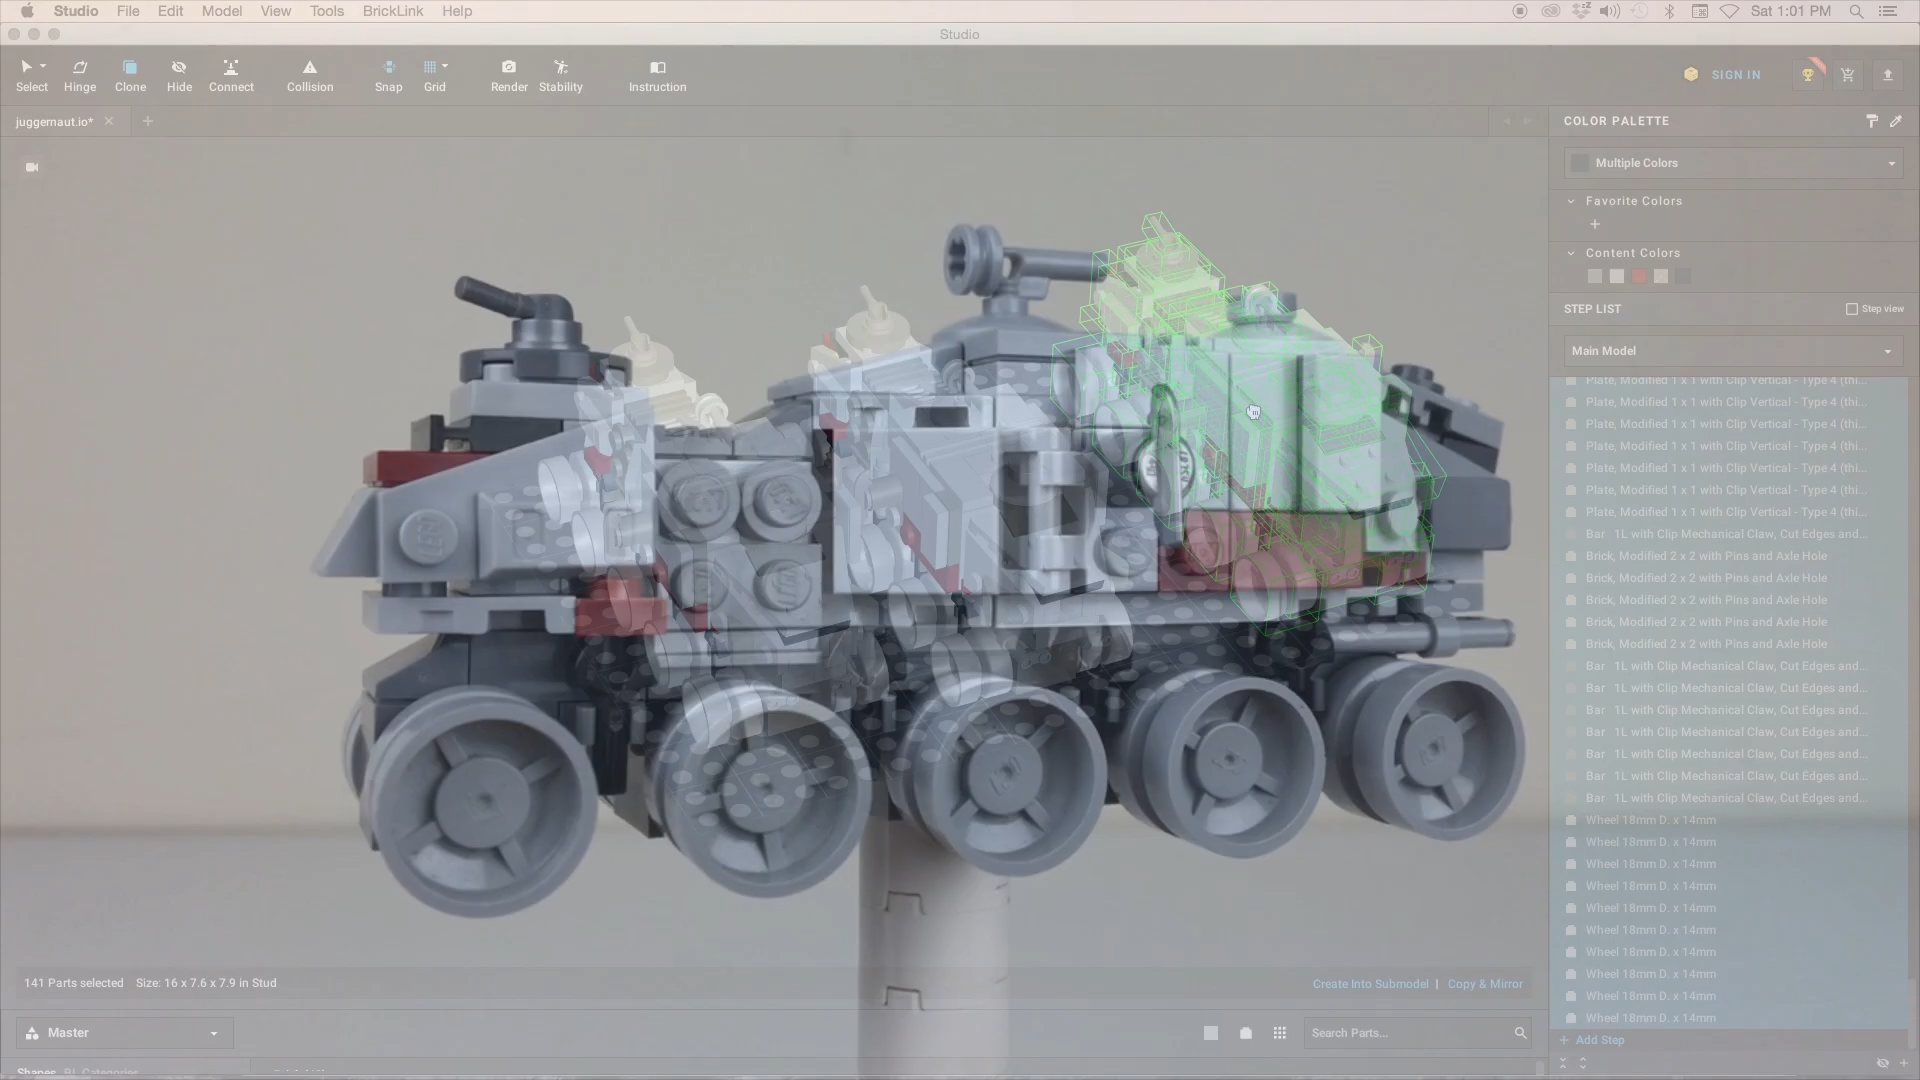 Studio File Edit Model View Tools BrickLink Help Sat 1:01 PM
Studio
Select Hinge Clone Hide Connect Collision Snap Grid Render Stability Instruction SIGN IN
juggernaut.io*
COLOR PALETTE
Multiple Colors
Favorite Colors
Content Colors
STEP LIST Step view
Main Model
Plate, Modified 1 x 1 with Clip Vertical - Type 4 (thi...
Plate, Modified 1 x 1 with Clip Vertical - Type 4 (thi...
Plate, Modified 1 x 1 with Clip Vertical - Type 4 (thi...
Plate, Modified 1 x 1 with Clip Vertical - Type 4 (thi...
Plate, Modified 1 x 1 with Clip Vertical - Type 4 (thi...
Plate, Modified 1 x 1 with Clip Vertical - Type 4 (thi...
Plate, Modified 1 x 1 with Clip Vertical - Type 4 (thi...
Bar 1L with Clip Mechanical Claw, Cut Edges and...
Brick, Modified 2 x 2 with Pins and Axle Hole
Brick, Modified 2 x 2 with Pins and Axle Hole
Brick, Modified 2 x 2 with Pins and Axle Hole
Brick, Modified 2 x 2 with Pins and Axle Hole
Brick, Modified 2 x 2 with Pins and Axle Hole
Bar 1L with Clip Mechanical Claw, Cut Edges and...
Bar 1L with Clip Mechanical Claw, Cut Edges and...
Bar 1L with Clip Mechanical Claw, Cut Edges and...
Bar 1L with Clip Mechanical Claw, Cut Edges and...
Bar 1L with Clip Mechanical Claw, Cut Edges and...
Bar 1L with Clip Mechanical Claw, Cut Edges and...
Bar 1L with Clip Mechanical Claw, Cut Edges and...
Wheel 18mm D. x 14mm
Wheel 18mm D. x 14mm
Wheel 18mm D. x 14mm
Wheel 18mm D. x 14mm
Wheel 18mm D. x 14mm
Wheel 18mm D. x 14mm
Wheel 18mm D. x 14mm
Wheel 18mm D. x 14mm
Wheel 18mm D. x 14mm
Wheel 18mm D. x 14mm
+ Add Step
LEGO
141 Parts selected Size: 16 x 7.6 x 7.9 in Stud
Create Into Submodel | Copy & Mirror
Master
Search Parts...
Shapes BL Categories